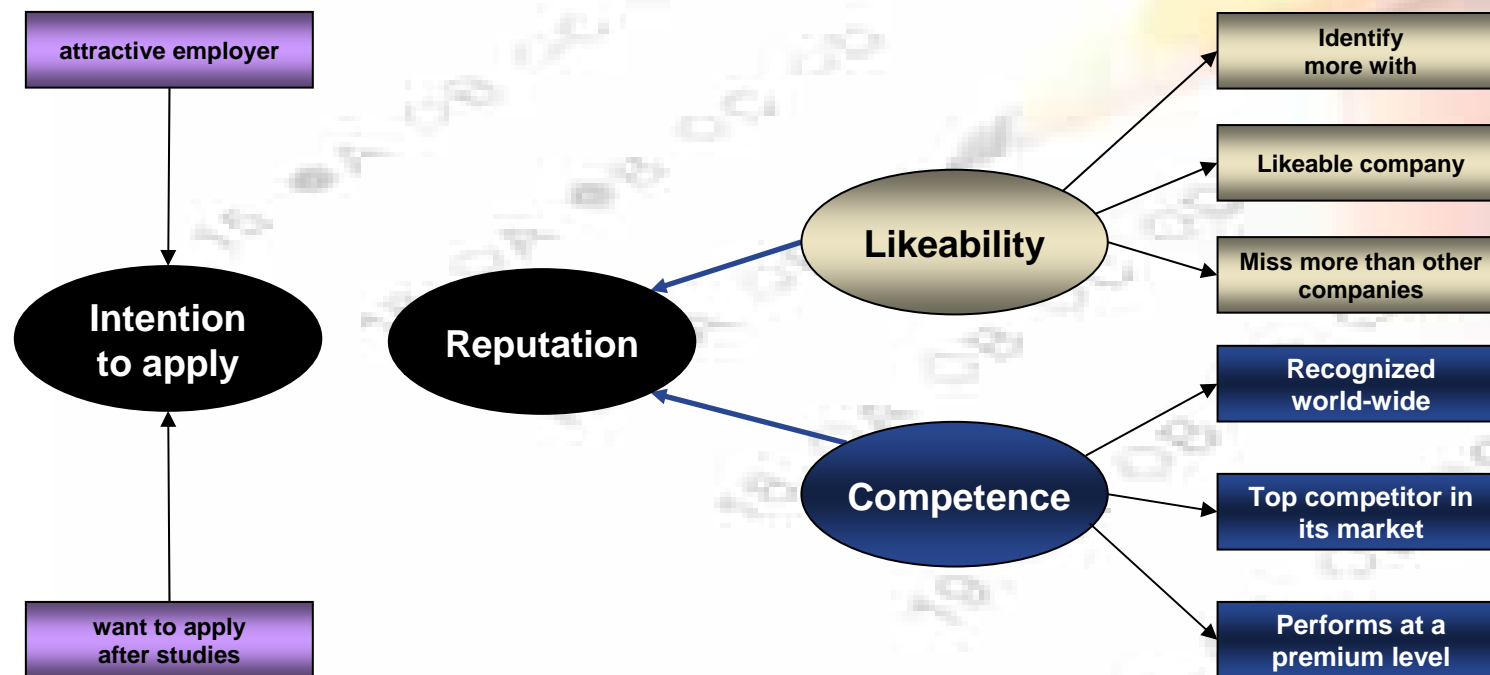 attractive employer
Intention
to apply
want to apply
after studies
Reputation
Likeability
Competence
Identify
more with
Likeable company
Miss more than other
companies
Recognized
world-wide
Top competitor in
its market
Performs at a
premium level